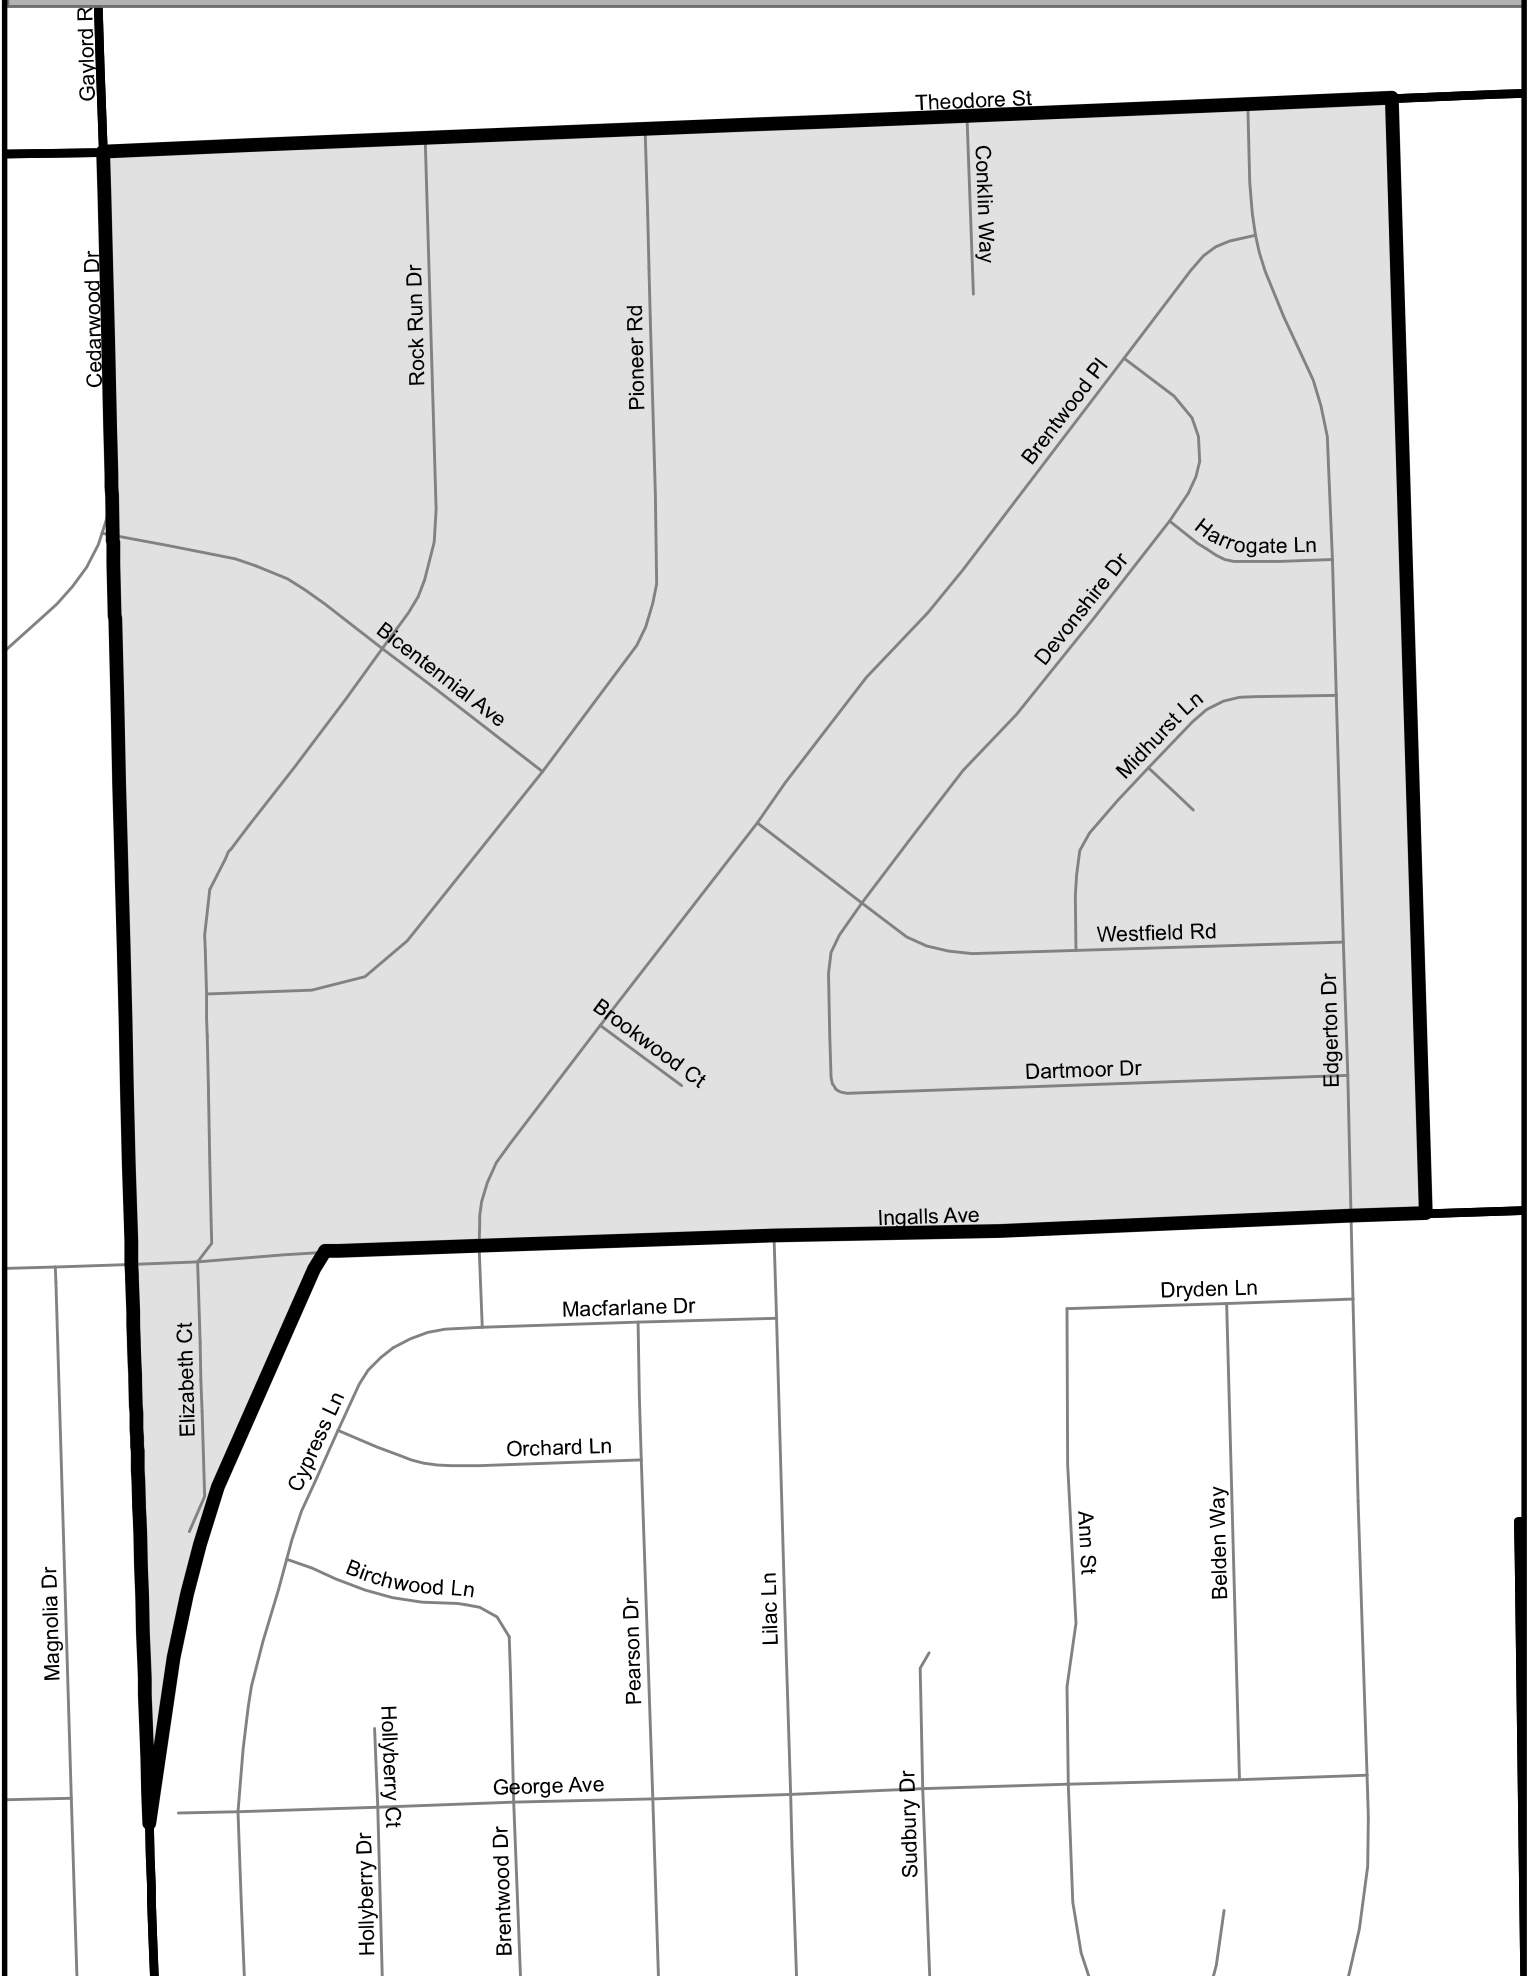 Gaylord R
Theodore St
Conklin Way
Cedarwood Dr
Rock Run Dr
Pioneer Rd
Brentwood Pl
Harrogate Ln
Devonshire Dr
Bicentennial Ave
Midhurst Ln
Westfield Rd
Edgerton Dr
Brookwood Ct
Dartmoor Dr
Ingalls Ave
Dryden Ln
Macfarlane Dr
Elizabeth Ct
Cypress Ln
Orchard Ln
Ann St
Belden Way
Birchwood Ln
Magnolia Dr
Pearson Dr
Lilac Ln
Hollyberry Ct
George Ave
Sudbury Dr
Hollyberry Dr
Brentwood Dr